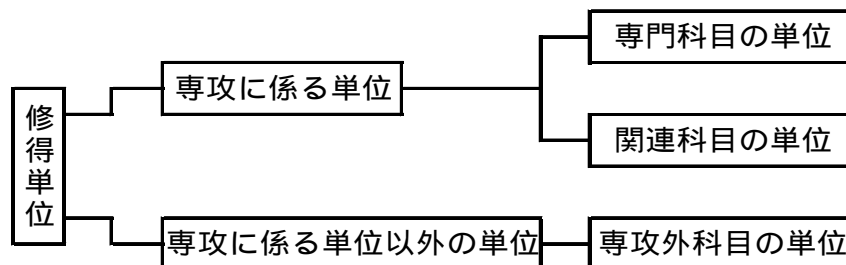 修得単位
専攻に係る単位
専門科目の単位
関連科目の単位
専攻に係る単位以外の単位
専攻外科目の単位